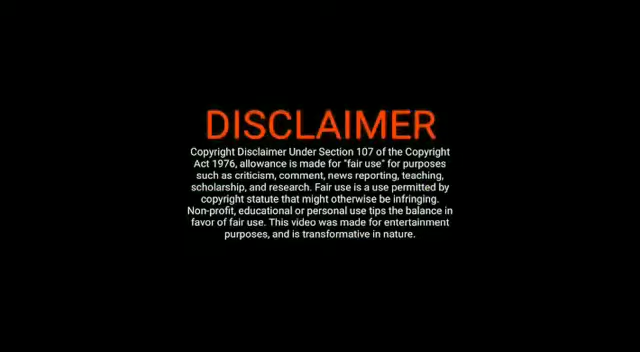 DISCLAIMER
Copyright Disclaimer Under Section 107 of the Copyright
Act 1976, allowance is made for "fair use" for purposes
such as criticism, comment, news reporting, teaching,
scholarship, and research. Fair use is a use permitted by
copyright statute that might otherwise be infringing.
Non-profit, educational or personal use tips the balance in
favor of fair use. This video was made for entertainment
purposes, and is transformative in nature.